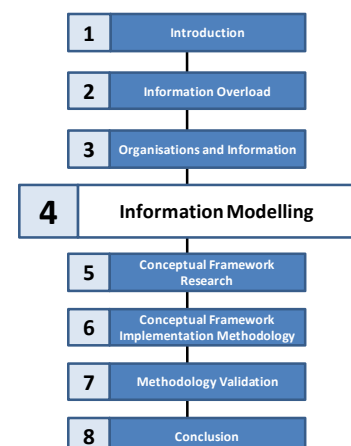 1 Introduction
2 Information Overload
3 Organisations and Information
4 Information Modelling
5 Conceptual Framework
Research
6 Conceptual Framework
Implementation Methodology
7 Methodology Validation
8 Conclusion